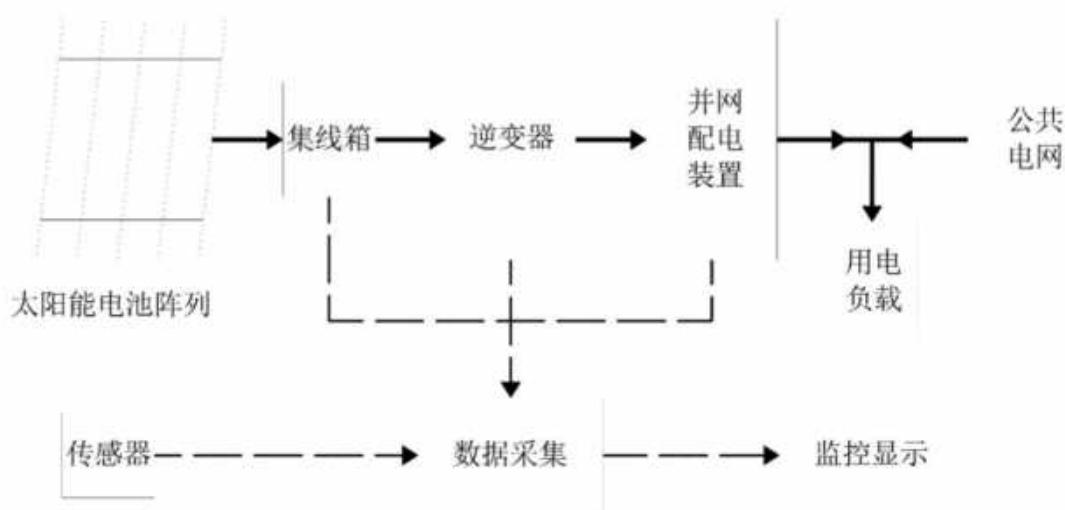 集线箱
逆变器
并网
配电
装置
公共
电网
太阳能电池阵列
用电
负载
传感器
数据采集
监控显示